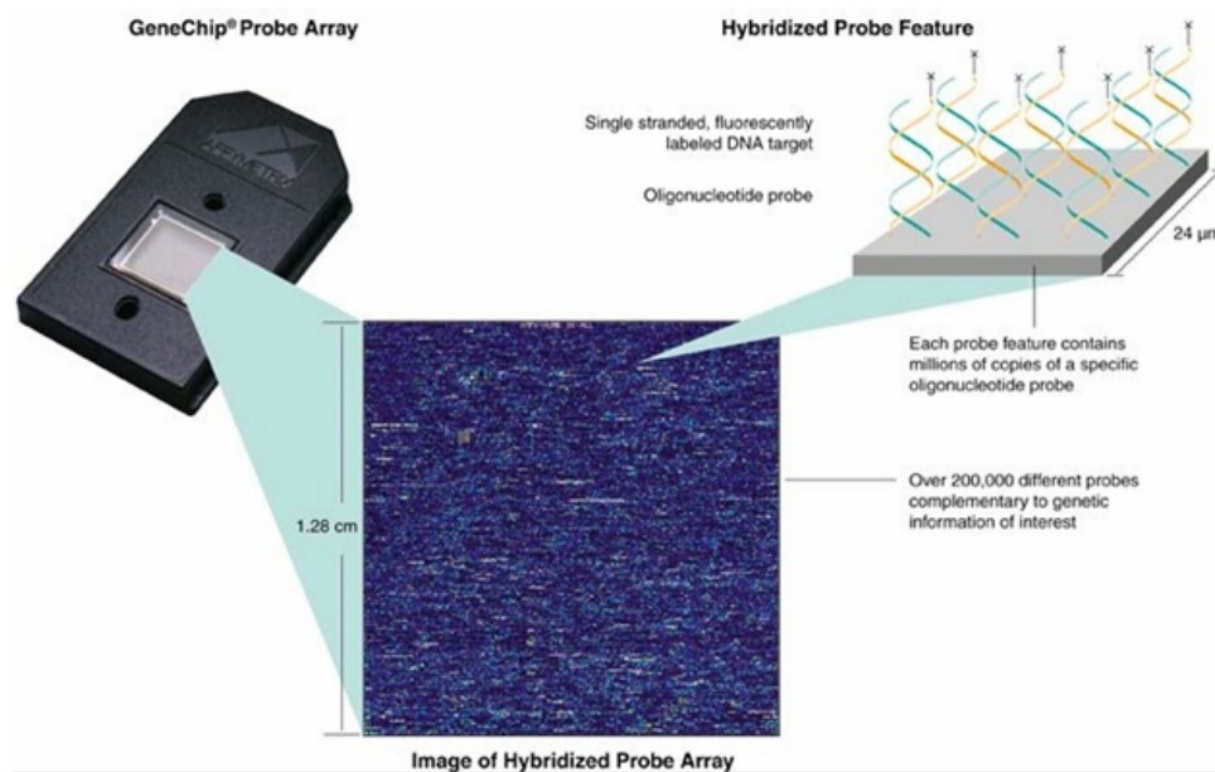 GeneChip® Probe Array
Hybridized Probe Feature
AFFYMETRIX
Single stranded, fluorescently
labeled DNA target
Oligonucleotide probe
24 µm
Each probe feature contains
millions of copies of a specific
oligonucleotide probe
Over 200,000 different probes
complementary to genetic
information of interest
1.28 cm
Image of Hybridized Probe Array